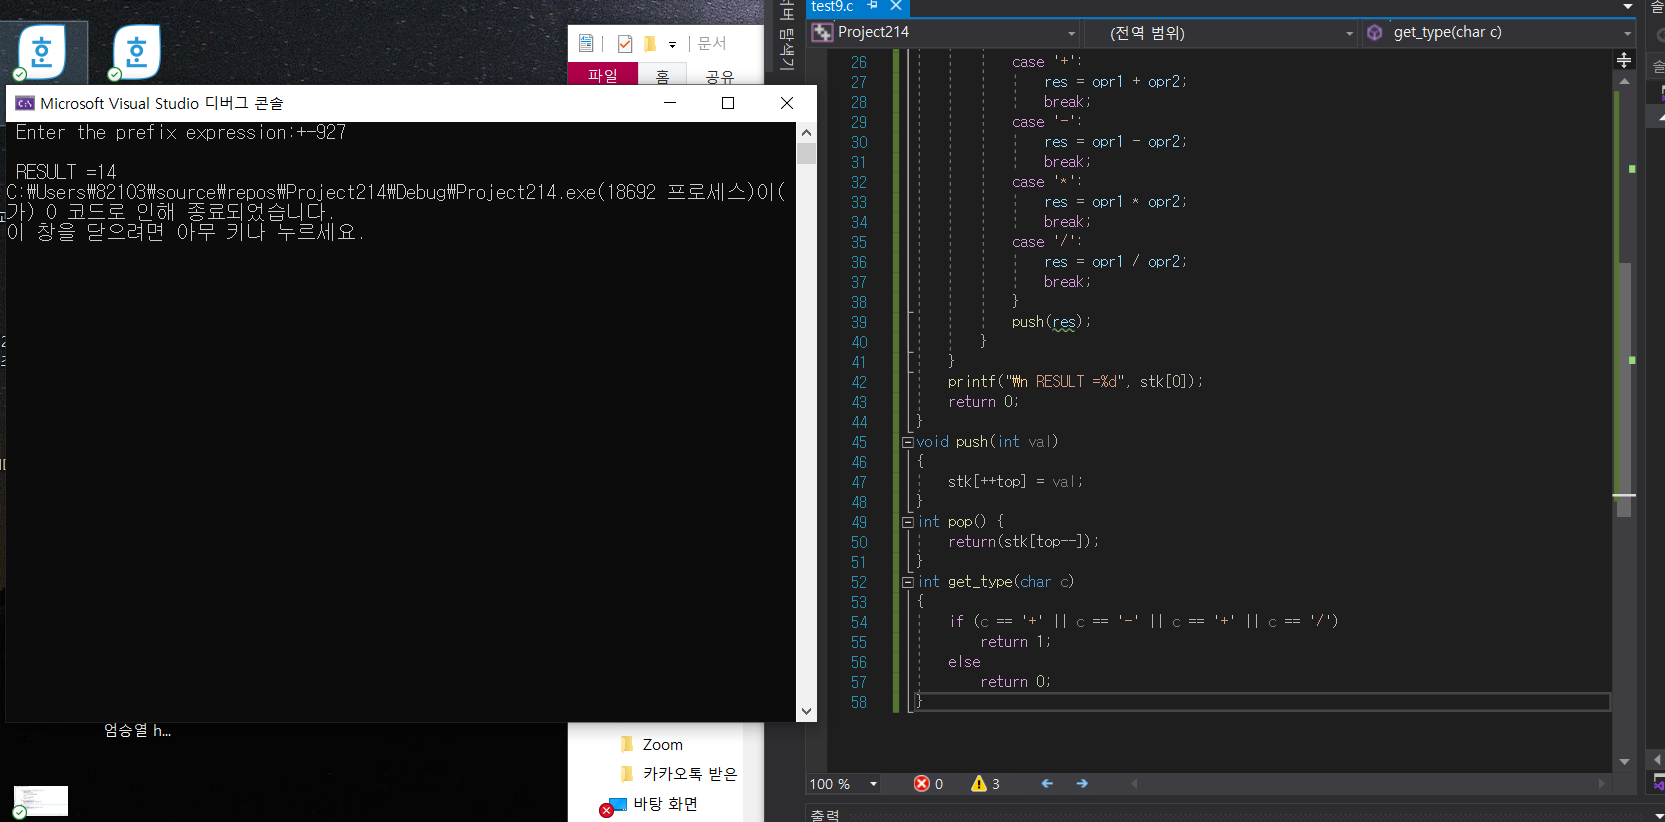 훈
훈
문서
파일
홈
공유
Microsoft Visual Studio 디버그 콘솔
Enter the prefix expression:+-927
RESULT =14
C:₩Users₩82103₩source₩repos₩Project214₩Debug₩Project214.exe(18692 프로세스)이(
가) 0 코드로 인해 종료되었습니다.
이 창을 닫으려면 아무 키나 누르세요.
엄승열 h...
Zoom
카카오톡 받은
바탕 화면
test9.c
Project214
(전역 범위)
get_type(char c)
26 case '+':
27 res = opr1 + opr2;
28 break;
29 case '-':
30 res = opr1 - opr2;
31 break;
32 case '*':
33 res = opr1 * opr2;
34 break;
35 case '/':
36 res = opr1 / opr2;
37 break;
38 }
39 push(res);
40 }
41 }
42 printf("₩n RESULT =%d", stk[0]);
43 return 0;
44 }
45 void push(int val)
46 {
47 stk[++top] = val;
48 }
49 int pop() {
50 return(stk[top--]);
51 }
52 int get_type(char c)
53 {
54 if (c == '+' || c == '-' || c == '+' || c == '/')
55 return 1;
56 else
57 return 0;
58 }
100 %
0
3
출력